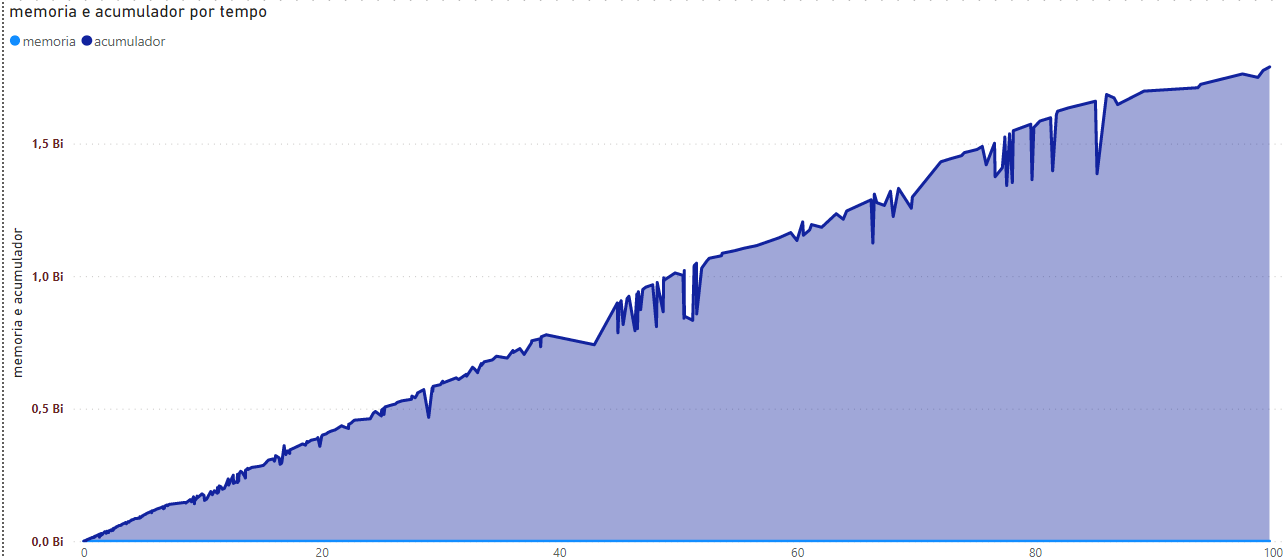 memoria e acumulador por tempo
memoria acumulador
memoria e acumulador
1,5 Bi
1,0 Bi
0,5 Bi
0,0 Bi
0 20 40 60 80 100